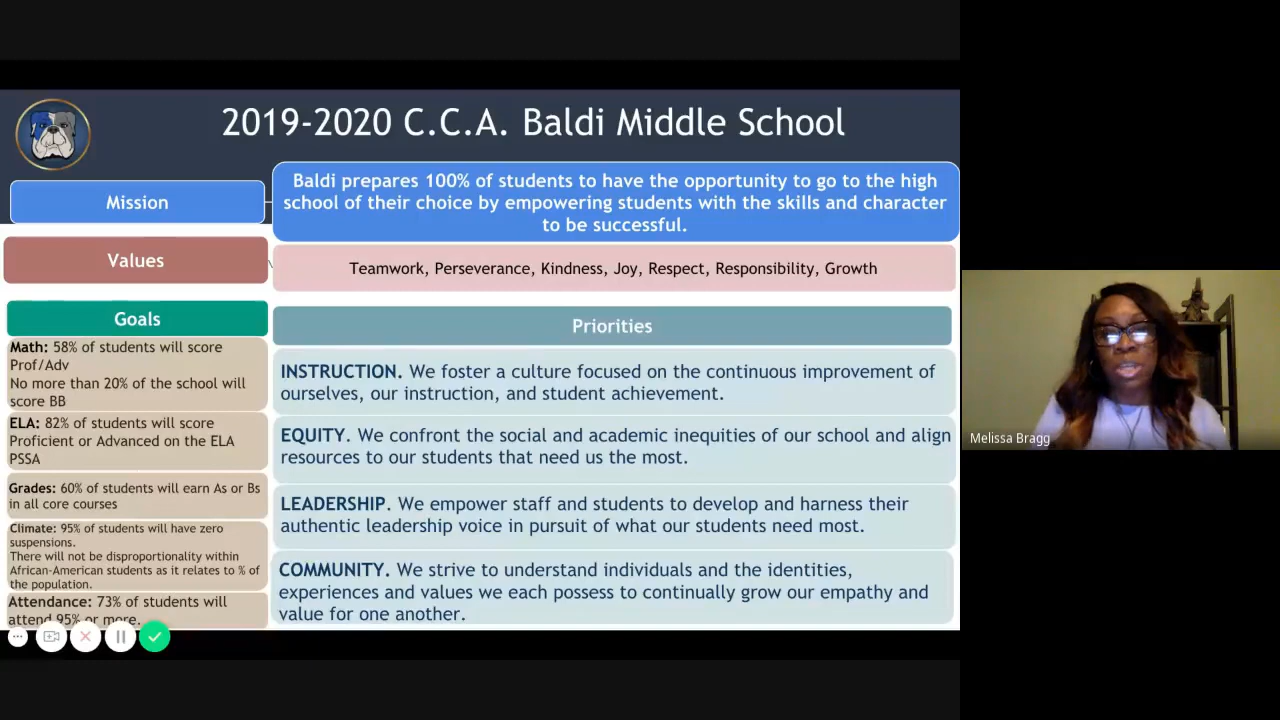 2019-2020 C.C.A. Baldi Middle School
Mission
Baldi prepares 100% of students to have the opportunity to go to the high
school of their choice by empowering students with the skills and character
to be successful.
Values
Teamwork, Perseverance, Kindness, Joy, Respect, Responsibility, Growth
Goals
Math: 58% of students will score
Prof/Adv
No more than 20% of the school will
score BB
ELA: 82% of students will score
Proficient or Advanced on the ELA
PSSA
Grades: 60% of students will earn As or Bs
in all core courses
Climate: 95% of students will have zero
suspensions.
There will not be disproportionality within
African-American students as it relates to % of
the population.
Attendance: 73% of students will
attend 95% or more.
Priorities
INSTRUCTION. We foster a culture focused on the continuous improvement of
ourselves, our instruction, and student achievement.
EQUITY. We confront the social and academic inequities of our school and align
resources to our students that need us the most.
LEADERSHIP. We empower staff and students to develop and harness their
authentic leadership voice in pursuit of what our students need most.
COMMUNITY. We strive to understand individuals and the identities,
experiences and values we each possess to continually grow our empathy and
value for one another.
Melissa Bragg